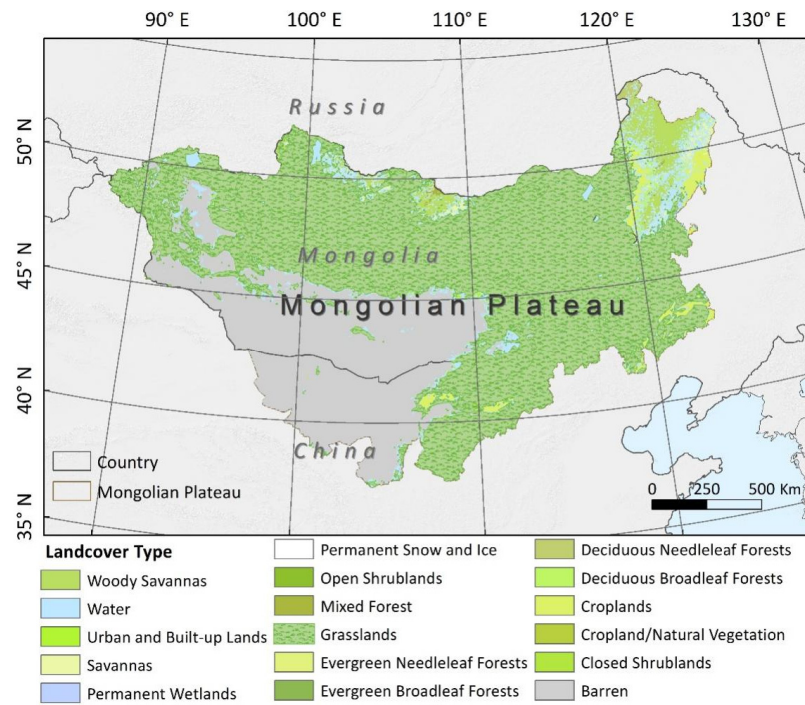 90° E 100° E 110° E 120° E 130° E
50° N
45° N
40° N
35° N
Russia
Mongolia
Mongolian Plateau
China
Country
Mongolian Plateau
0 250 500 Km
Landcover Type
Woody Savannas
Water
Urban and Built-up Lands
Savannas
Permanent Wetlands
Permanent Snow and Ice
Open Shrublands
Mixed Forest
Grasslands
Evergreen Needleleaf Forests
Evergreen Broadleaf Forests
Deciduous Needleleaf Forests
Deciduous Broadleaf Forests
Croplands
Cropland/Natural Vegetation
Closed Shrublands
Barren